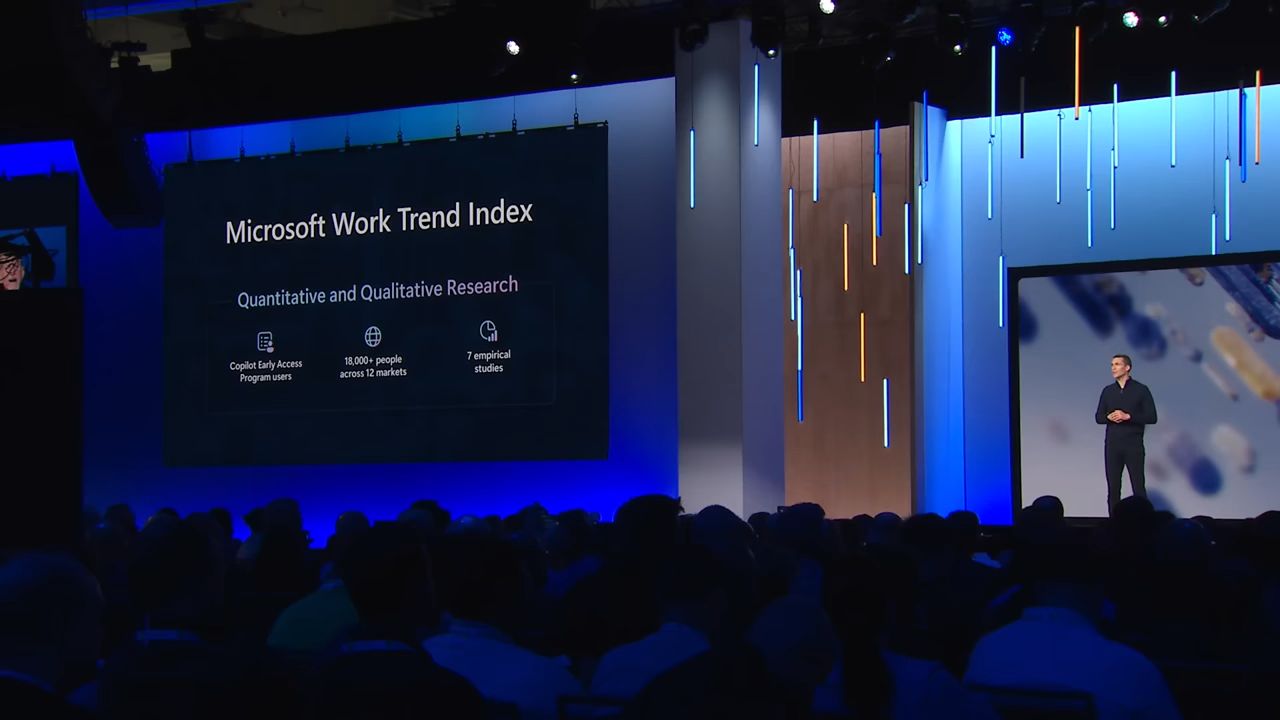 Microsoft Work Trend Index
Quantitative and Qualitative Research
Copilot Early Access
Program users
18,000+ people
across 12 markets
7 empirical
studies